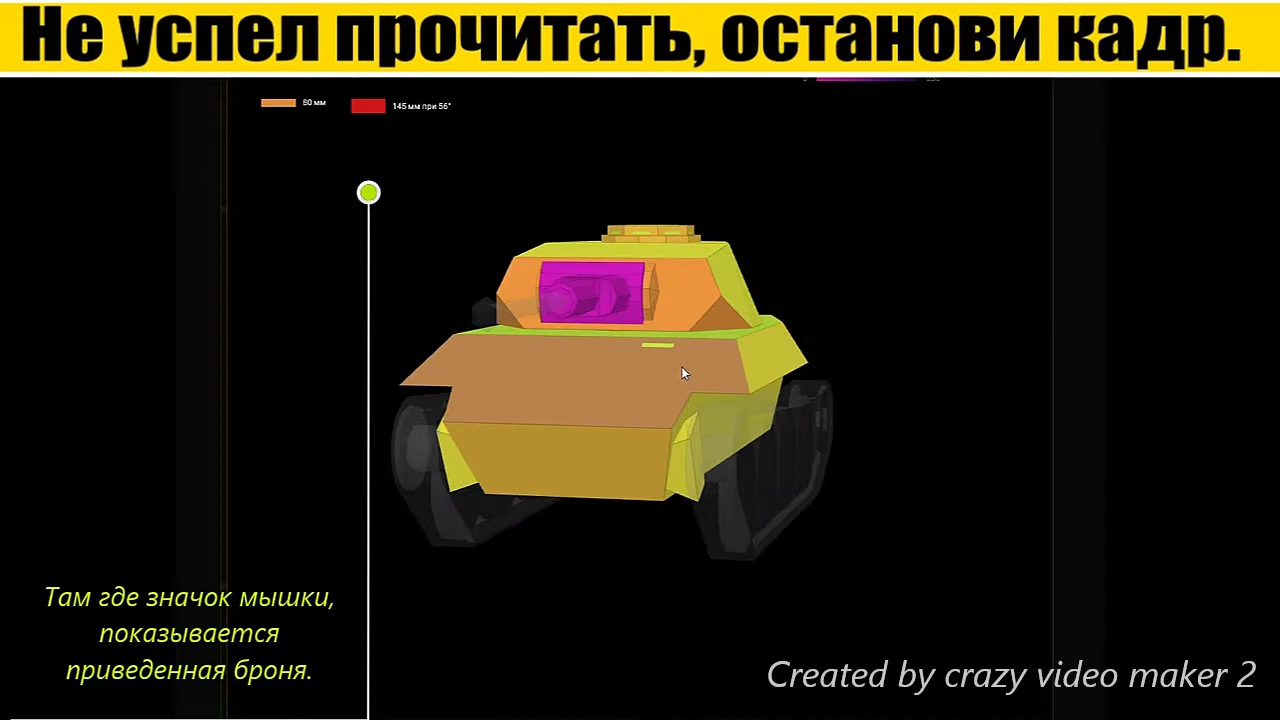 Не успел прочитать, останови кадр.
80 мм
145 мм при 56°
Там где значок мышки,
показывается
приведенная броня.
Created by crazy video maker 2